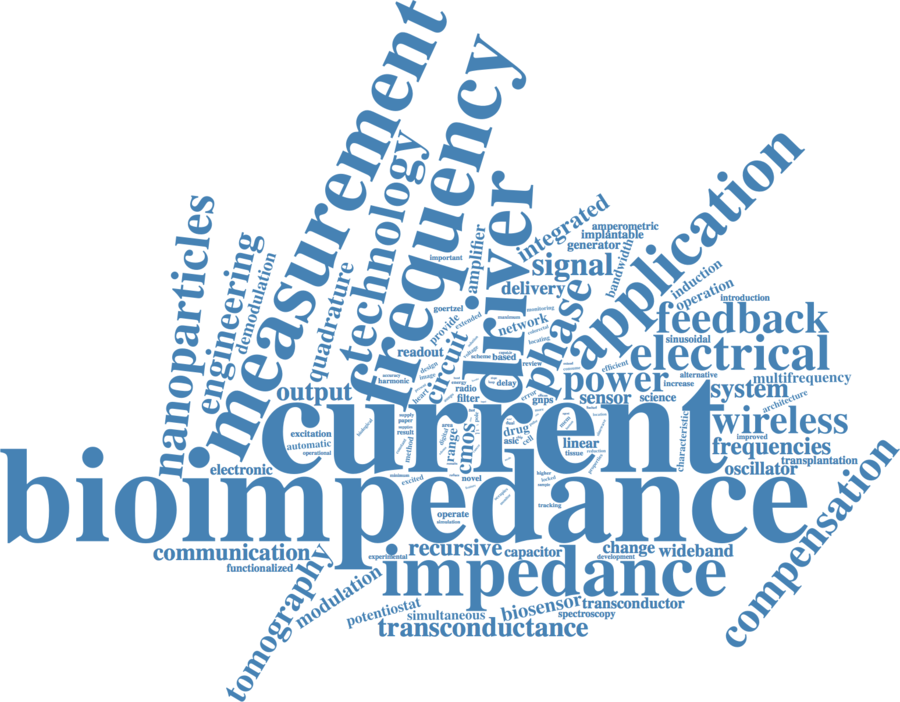 measurement
frequency
technology
nanoparticles
engineering
demodulation
quadrature
important
amplifier
driver
integrated
amperometric
implantable
generator
bandwidth
application
signal
delivery
phase
induction
operation
introduction
goertzel
provide
extended
network
feedback
sinusoidal
readout
circuit
scheme based
review
electrical
efficient
harmonic
design
image
heart
energy
radio
filter
delay
error
gnps
power
increase
alternative
sensor
science
system
multifrequency
architecture
output
current
wireless
improved
characteristic
frequencies
transplantation
oscillator
excitation
automatic
operational
supply
paper
result
method
area
digital
range
cmos
drug
asic
cell
linear
tissue
electronic
excited
novel
higher
locked
bioimpedance
compensation
operate
simulation
tracking
communication
functionalized
experimental
recursive
capacitor
change
wideband
development
impedance
tomography
modulation
potentiostat
simultaneous
biosensor
transconductor
spectroscopy
transconductance